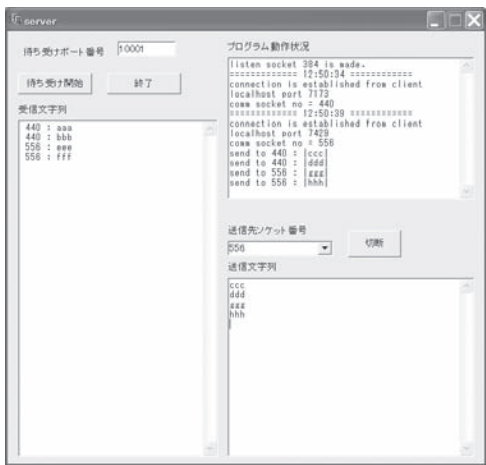 server
待ち受けポート番号
10001
待ち受け開始
終了
受信文字列
440 : aaa
440 : bbb
556 : eee
556 : fff
プログラム動作状況
listen socket 384 is made.
============= 12:50:34 ============
connection is established from client
localhost port 7173
comm socket no = 440
============= 12:50:39 ============
connection is established from client
localhost port 7429
comm socket no = 556
send to 440 : |ccc|
send to 440 : |ddd|
send to 556 : |ggg|
send to 556 : |hhh|
送信先ソケット番号
556
切断
送信文字列
ccc
ddd
ggg
hhh